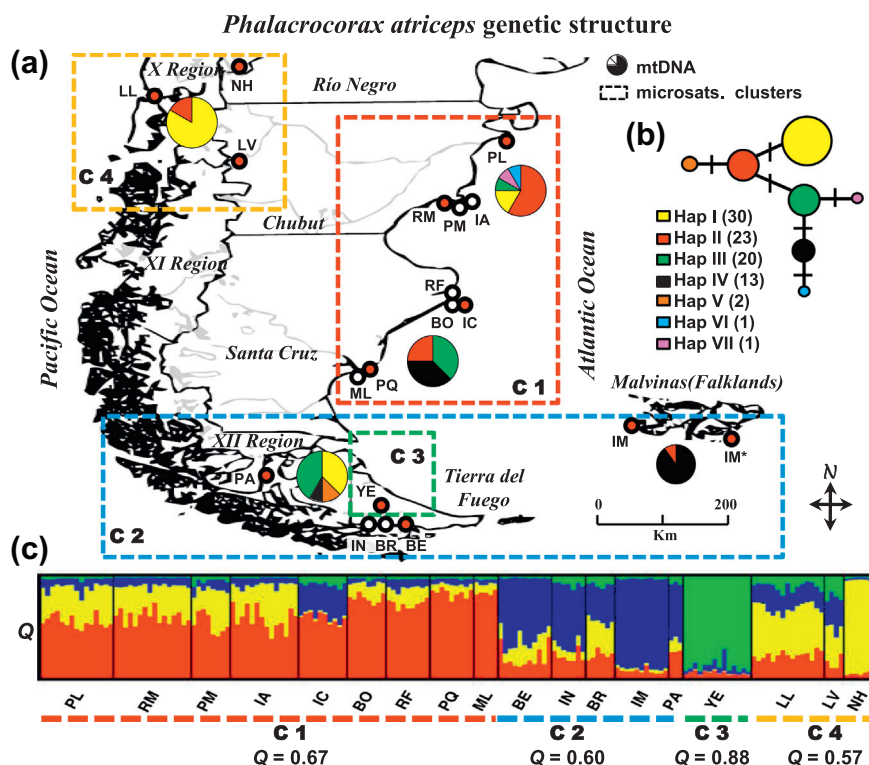 Phalacrocorax atriceps genetic structure
(a)
X Region
NH
LL
Río Negro
mtDNA
microsats. clusters
LV
C 4
PL
(b)
RM
PM
IA
Chubut
XI Region
Pacific Ocean
Atlantic Ocean
Hap I (30)
Hap II (23)
Hap III (20)
Hap IV (13)
Hap V (2)
Hap VI (1)
Hap VII (1)
RF
BO
IC
Santa Cruz
ML
PQ
C 1
Malvinas(Falklands)
XII Region
C 3
IM
IM*
PA
YE
Tierra del
Fuego
0
200
Km
N
C 2
IN
BR
BE
(c)
Q
PL RM PM IA IC BO RF PQ ML BE IN BR IM PA YE LL LV NH
C 1 C 2 C 3 C 4
Q = 0.67 Q = 0.60 Q = 0.88 Q = 0.57